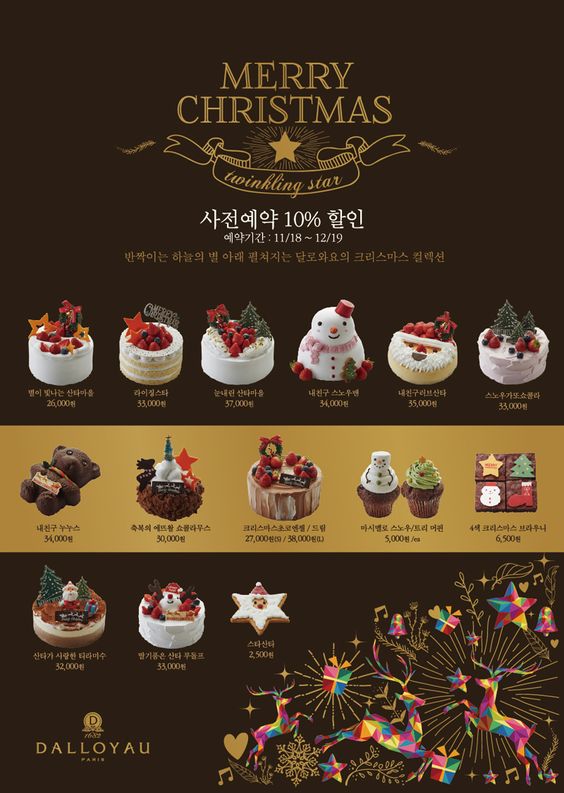 MERRY
CHRISTMAS
twinkling star
사전예약 10% 할인
예약기간 : 11/18 ~ 12/19
반짝이는 하늘의 별 아래 펼쳐지는 달로와요의 크리스마스 컬렉션
별이 빛나는 산타마을
26,000원
라이징스타
33,000원
눈내린 산타마을
37,000원
내친구 스노우맨
34,000원
내친구러브산타
35,000원
스노우가또쇼콜라
33,000원
내친구 누누스
34,000원
축복의 에뜨왈 쇼콜라무스
30,000원
크리스마스초코엔젤 / 드림
27,000원(S) / 38,000원(L)
마시멜로 스노우/트리 머핀
5,000원 /ea
4색 크리스마스 브라우니
6,500원
산타가 사랑한 티라미수
32,000원
딸기품은 산타 루돌프
33,000원
스타산타
2,500원
D
1682
DALLOYAU
PARIS